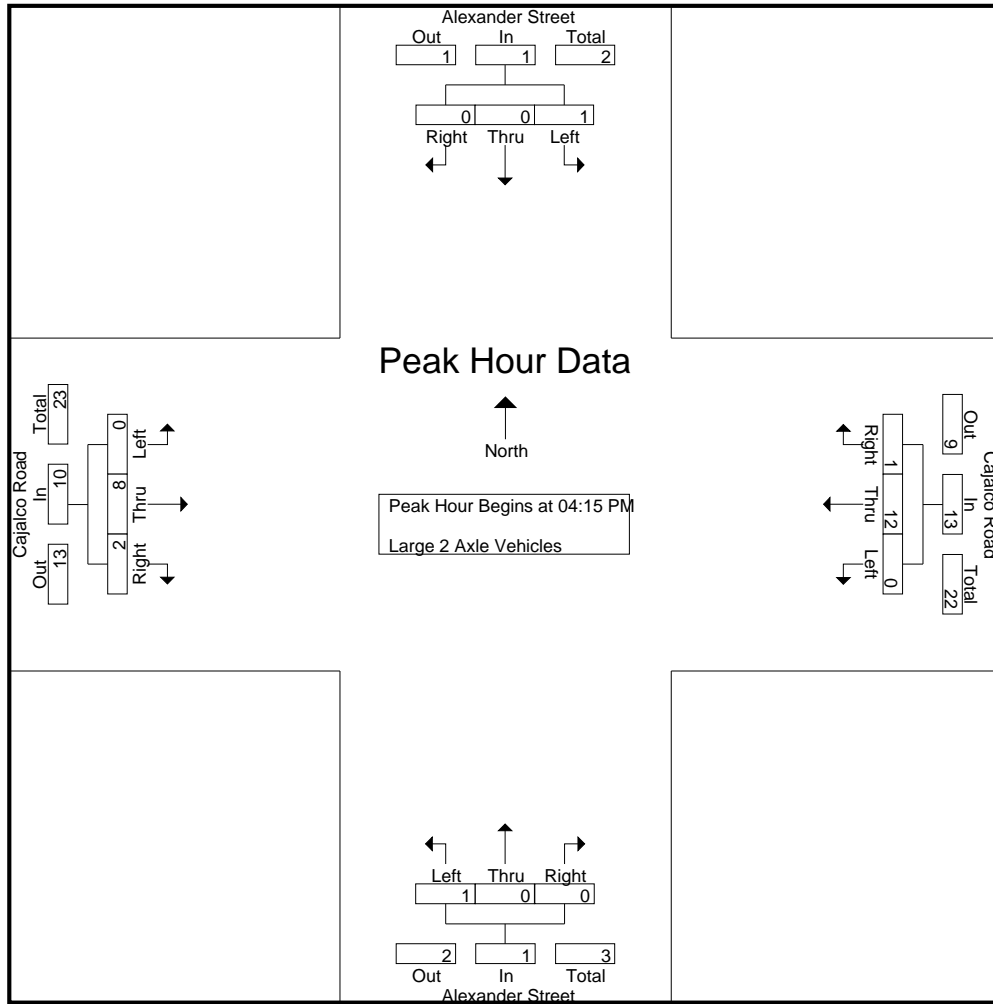 Alexander Street
Out In Total
1 1 2
0 0 1
Right Thru Left
Peak Hour Data
North
Peak Hour Begins at 04:15 PM
Large 2 Axle Vehicles
Cajalco Road
Total In Out
23 10 13
0 8 2
Left Thru Right
Right Thru Left
1 12 0
9 13 22
Out In Total
Cajalco Road
Left Thru Right
1 0 0
2 1 3
Out In Total
Alexander Street